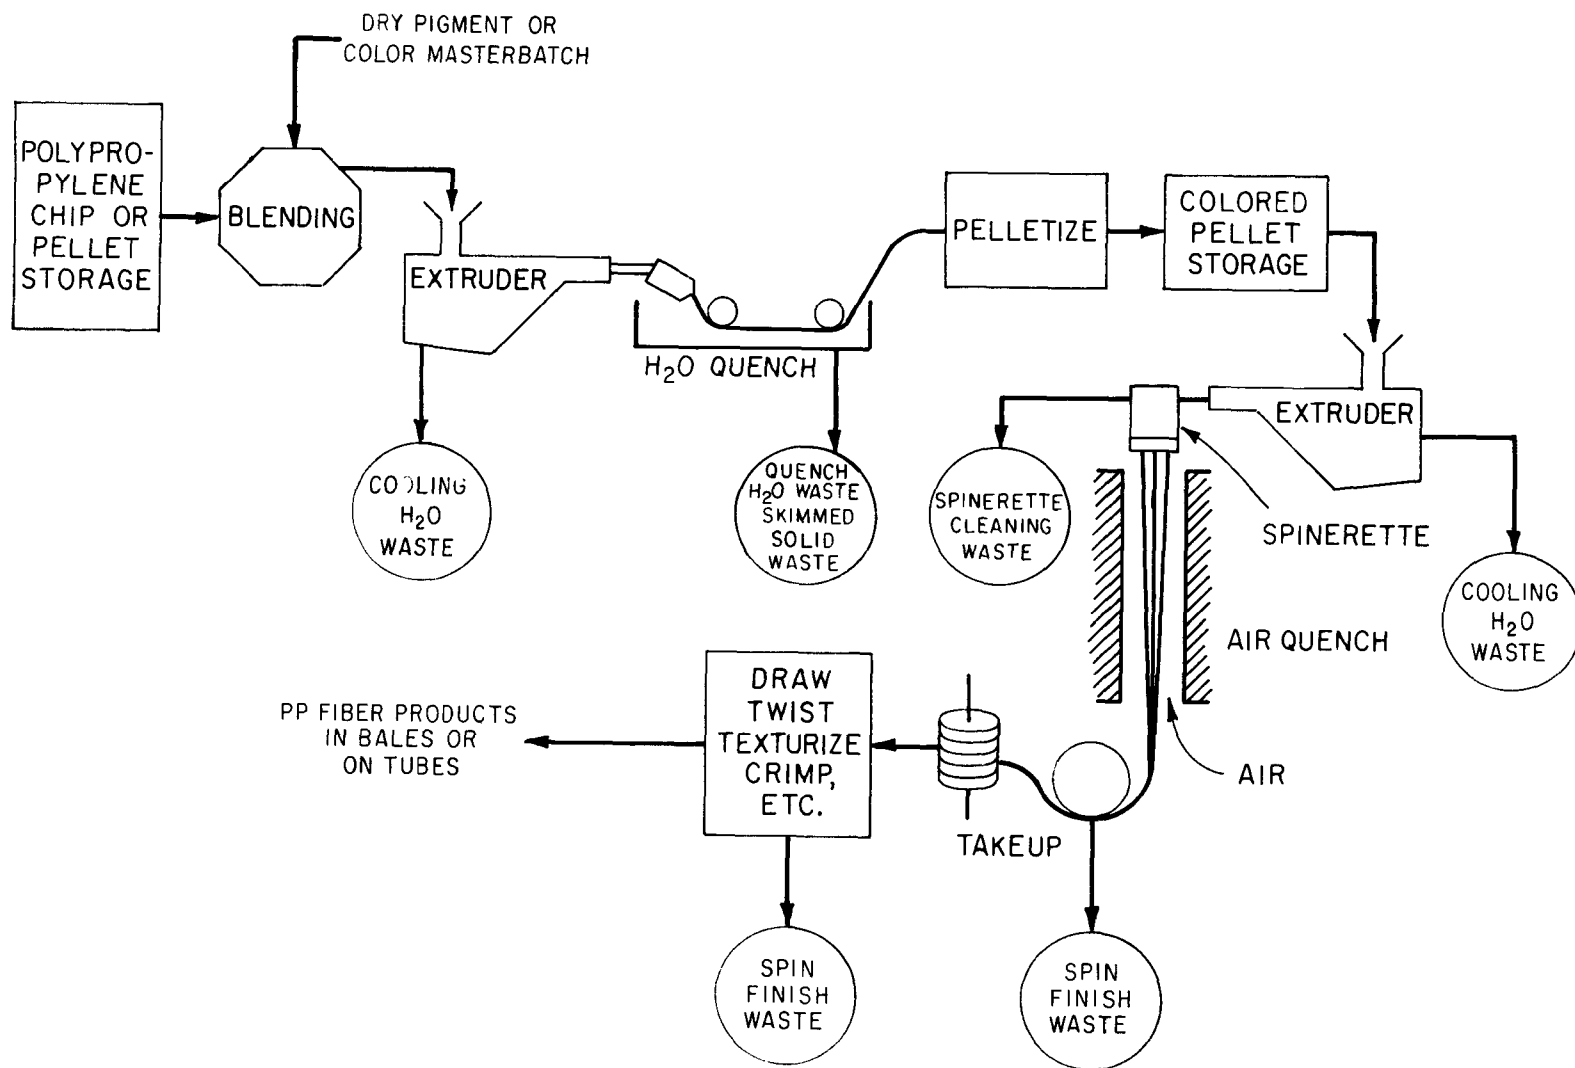 DRY PIGMENT OR
COLOR MASTERBATCH
POLYPRO-
PYLENE
CHIP OR
PELLET
STORAGE
BLENDING
EXTRUDER
H₂O QUENCH
PELLETIZE
COLORED
PELLET
STORAGE
EXTRUDER
SPINERETTE
COOLING
H₂O
WASTE
QUENCH
H₂O WASTE
SKIMMED
SOLID
WASTE
SPINERETTE
CLEANING
WASTE
COOLING
H₂O
WASTE
AIR QUENCH
AIR
TAKEUP
DRAW
TWIST
TEXTURIZE
CRIMP,
ETC.
PP FIBER PRODUCTS
IN BALES OR
ON TUBES
SPIN
FINISH
WASTE
SPIN
FINISH
WASTE